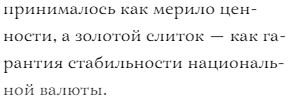 принималось как мерило цен-
ности, а золотой слиток — как га-
рантия стабильности националь-
ной валюты.